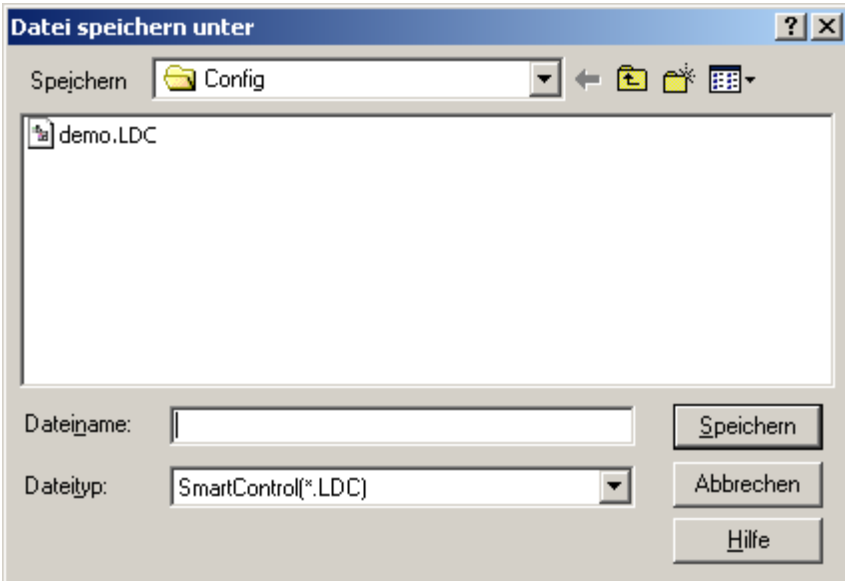 Datei speichern unter
Speichern Config
demo.LDC
Dateiname: Speichern
Dateityp: SmartControl(*.LDC) Abbrechen
Hilfe